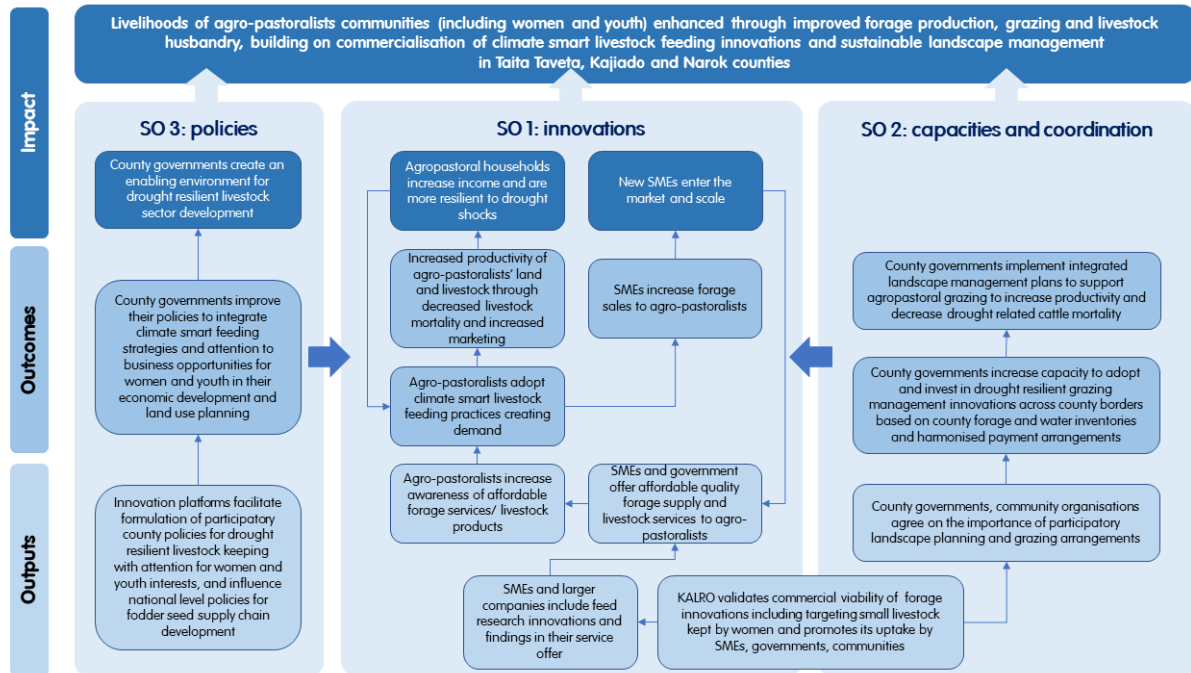 Livelihoods of agro-pastoralists communities (including women and youth) enhanced through improved forage production, grazing and livestock
husbandry, building on commercialisation of climate smart livestock feeding innovations and sustainable landscape management
in Taita Taveta, Kajiado and Narok counties
Impact
Outcomes
Outputs
SO 3: policies
County governments create an
enabling environment for
drought resilient livestock
sector development
County governments improve
their policies to integrate
climate smart feeding
strategies and attention to
business opportunities for
women and youth in their
economic development and
land use planning
Innovation platforms facilitate
formulation of participatory
county policies for drought
resilient livestock keeping
with attention for women and
youth interests, and influence
national level policies for
fodder seed supply chain
development
SO 1: innovations
Agropastoral households
increase income and are
more resilient to drought
shocks
New SMEs enter the
market and scale
Increased productivity of
agro-pastoralists' land
and livestock through
decreased livestock
mortality and increased
marketing
SMEs increase forage
sales to agro-pastoralists
Agro-pastoralists adopt
climate smart livestock
feeding practices creating
demand
Agro-pastoralists increase
awareness of affordable
forage services/ livestock
products
SMEs and government
offer affordable quality
forage supply and
livestock services to agro-
pastoralists
SMEs and larger
companies include feed
research innovations and
findings in their service
offer
KALRO validates commercial viability of forage
innovations including targeting small livestock
kept by women and promotes its uptake by
SMEs, governments, communities
SO 2: capacities and coordination
County governments implement integrated
landscape management plans to support
agropastoral grazing to increase productivity and
decrease drought related cattle mortality
County governments increase capacity to adopt
and invest in drought resilient grazing
management innovations across county borders
based on county forage and water inventories
and harmonised payment arrangements
County governments, community organisations
agree on the importance of participatory
landscape planning and grazing arrangements